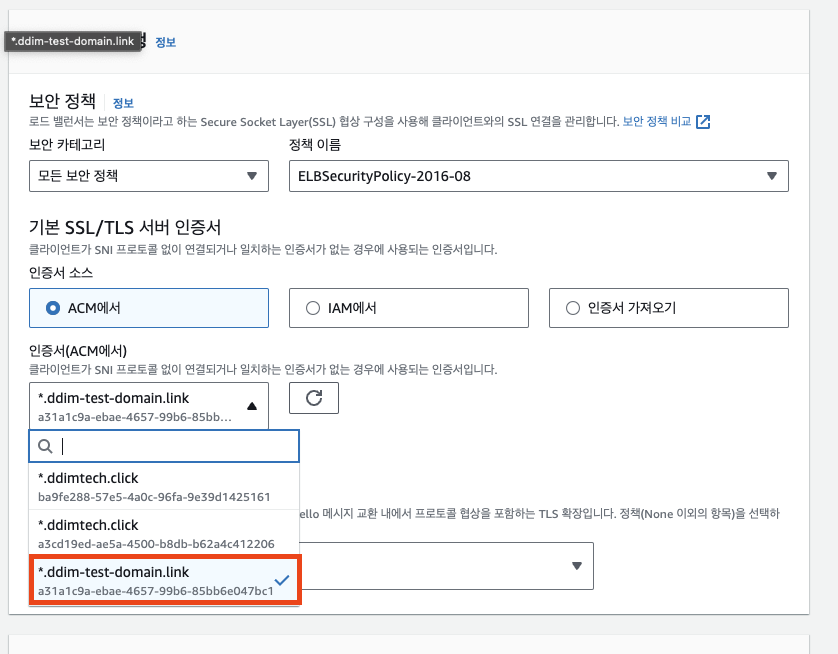 *.ddim-test-domain.link
정보
보안 정책
정보
로드 밸런서는 보안 정책이라고 하는 Secure Socket Layer(SSL) 협상 구성을 사용해 클라이언트와의 SSL 연결을 관리합니다. 보안 정책 비교
보안 카테고리
정책 이름
모든 보안 정책
ELBSecurityPolicy-2016-08
기본 SSL/TLS 서버 인증서
클라이언트가 SNI 프로토콜 없이 연결되거나 일치하는 인증서가 없는 경우에 사용되는 인증서입니다.
인증서 소스
ACM에서
IAM에서
인증서 가져오기
인증서(ACM에서)
클라이언트가 SNI 프로토콜 없이 연결되거나 일치하는 인증서가 없는 경우에 사용되는 인증서입니다.
*.ddim-test-domain.link
a31a1c9a-ebae-4657-99b6-85bb...
*.ddimtech.click
ba9fe288-57e5-4a0c-96fa-9e39d1425161
ello 메시지 교환 내에서 프로토콜 협상을 포함하는 TLS 확장입니다. 정책(None 이외의 항목)을 선택하
*.ddimtech.click
a3cd19ed-ae5a-4500-b8db-b62a4c412206
*.ddim-test-domain.link
a31a1c9a-ebae-4657-99b6-85bb6e047bc1